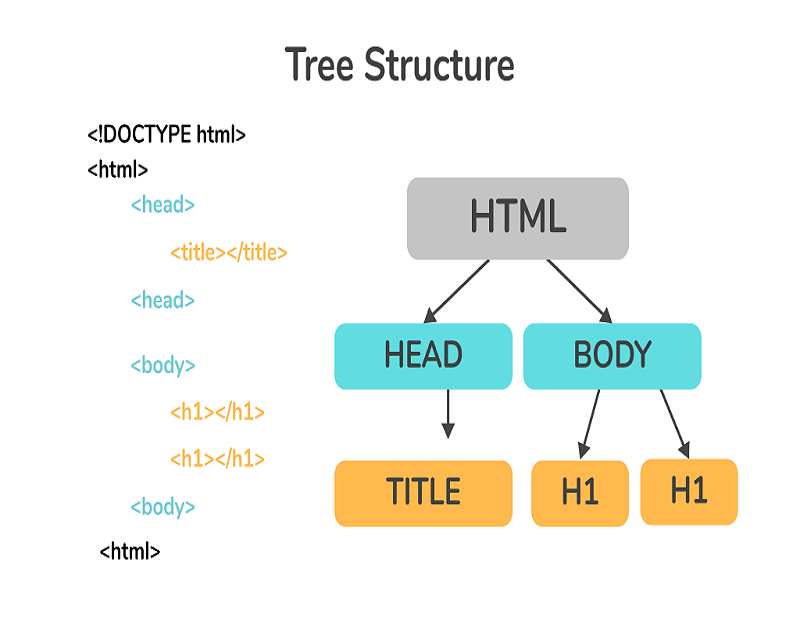 Tree Structure
<!DOCTYPE html>
<html>
<head>
<title></title>
<head>
<body>
<h1></h1>
<h1></h1>
<body>
<html>
HTML
HEAD
BODY
TITLE
H1
H1